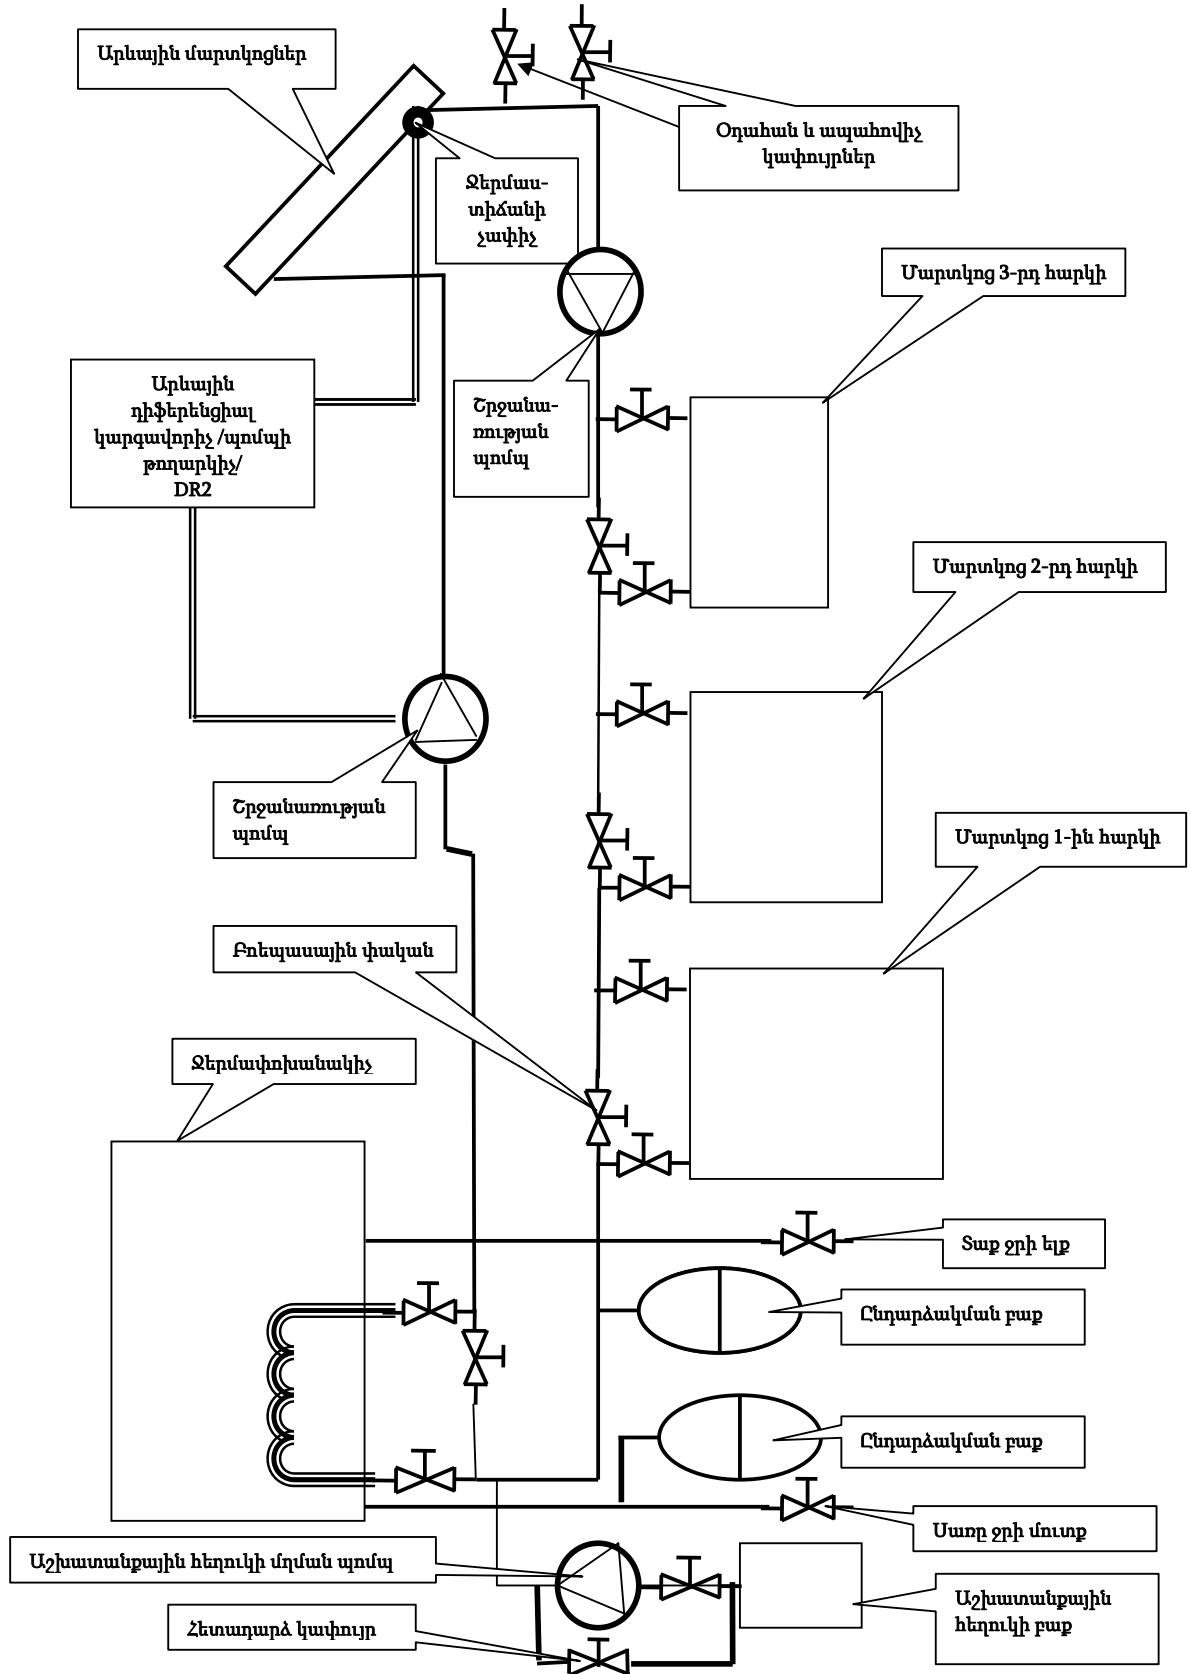 Արևային մարտկոցներ
Օդահան և ապահովիչ
կափույրներ
Ջերմաս-
տիճանի
չափիչ
Մարտկոց 3-րդ հարկի
Արևային
դիֆերենցիալ
կարգավորիչ /պոմպի
թողարկիչ/
DR2
Շրջանա-
ռության
պոմպ
Մարտկոց 2-րդ հարկի
Շրջանառության
պոմպ
Մարտկոց 1-ին հարկի
Բոեպասային փական
Ջերմափոխանակիչ
Տաք ջրի ելք
Ընդարձակման բաք
Ընդարձակման բաք
Սառը ջրի մուտք
Աշխատանքային հեղուկի մղման պոմպ
Աշխատանքային
հեղուկի բաք
Հետադարձ կափույր